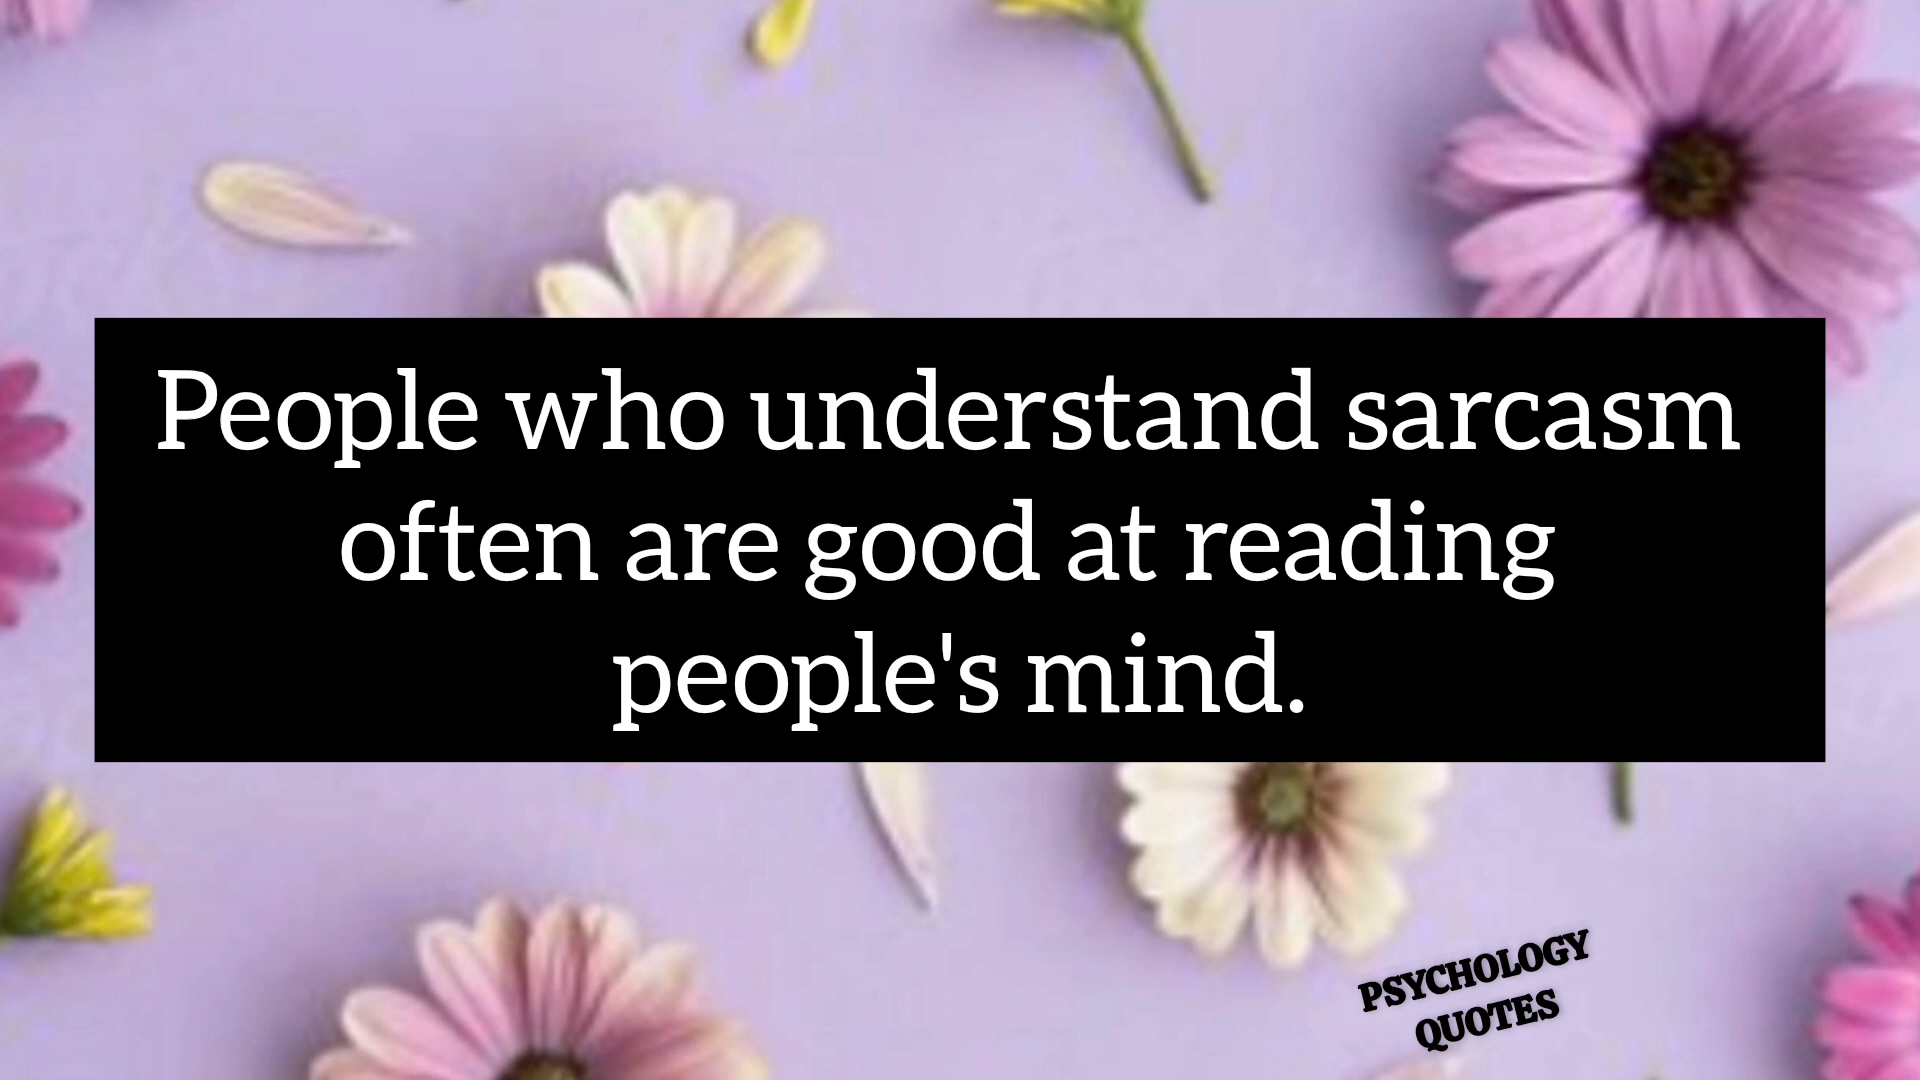 People who understand sarcasm
often are good at reading
people's mind.
PSYCHOLOGY
QUOTES